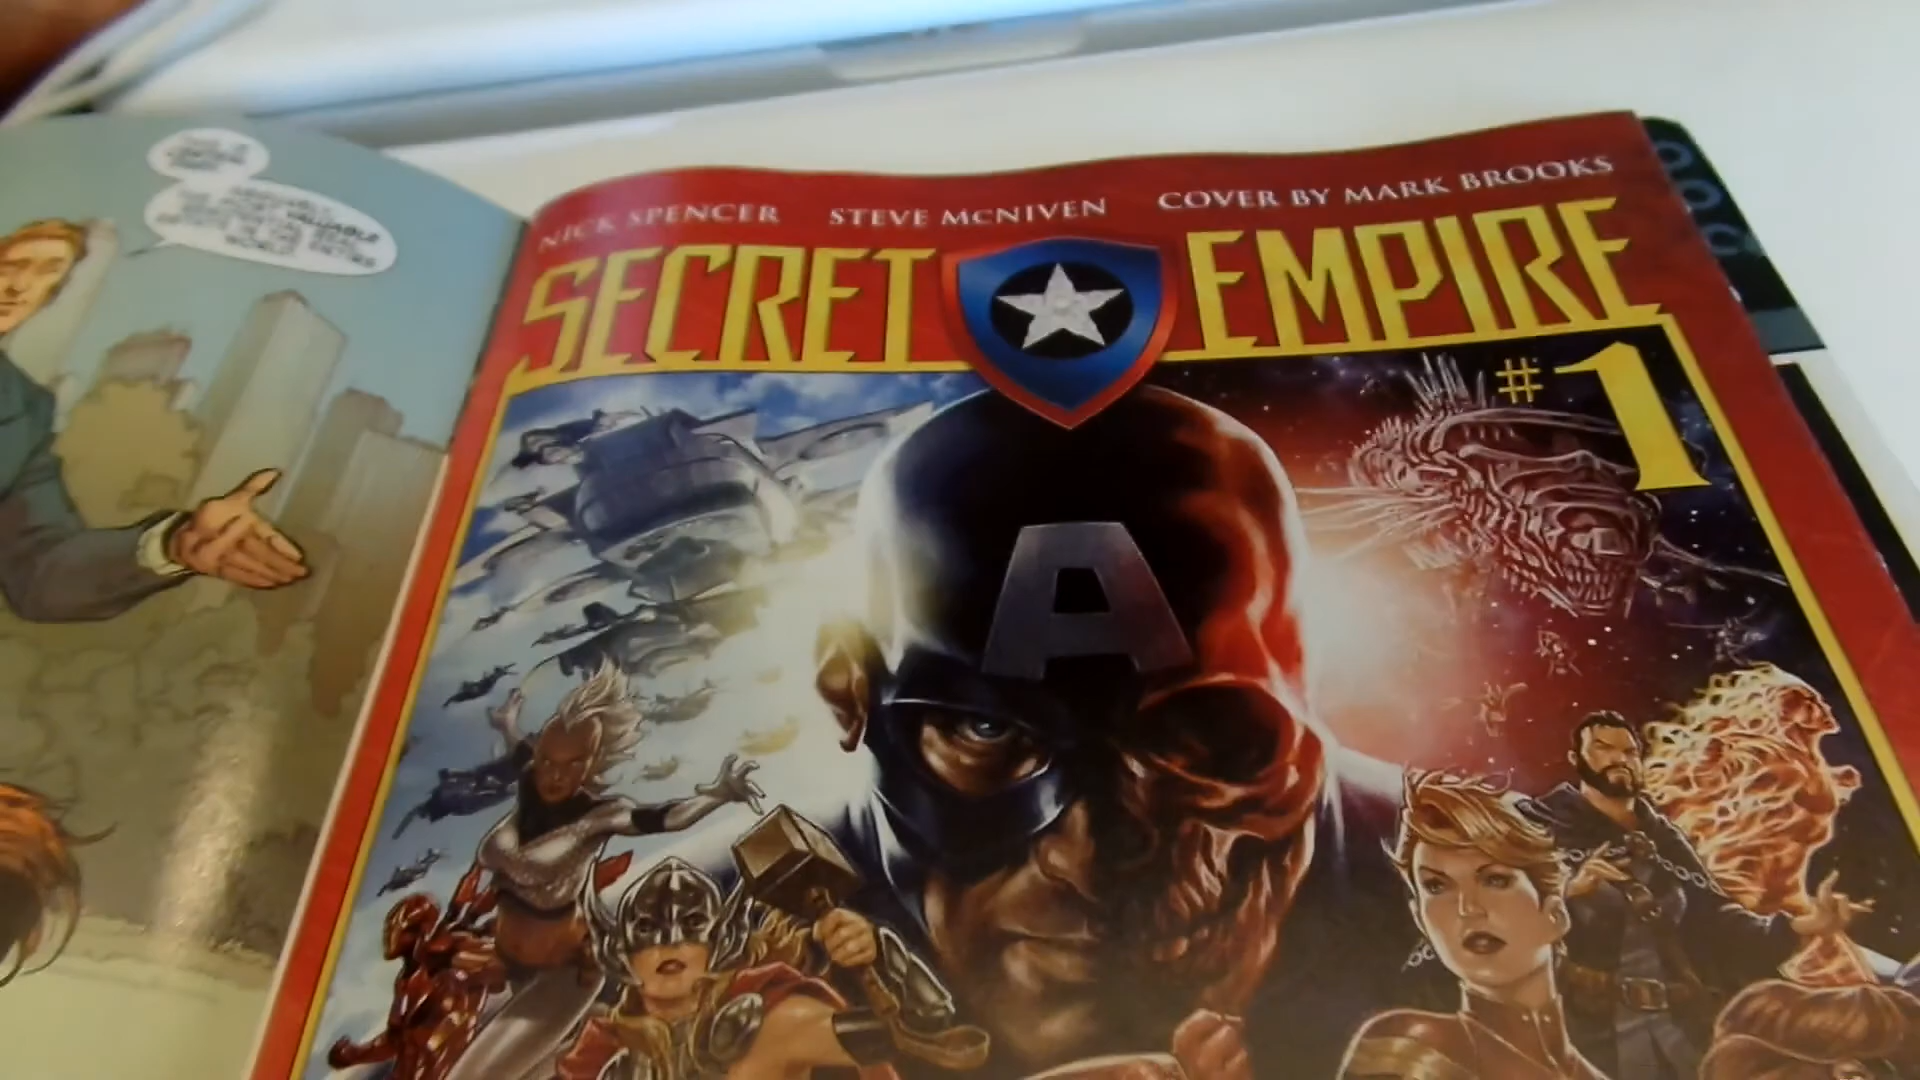 NICK SPENCER STEVE McNIVEN COVER BY MARK BROOKS
SECRET EMPIRE
#1
A